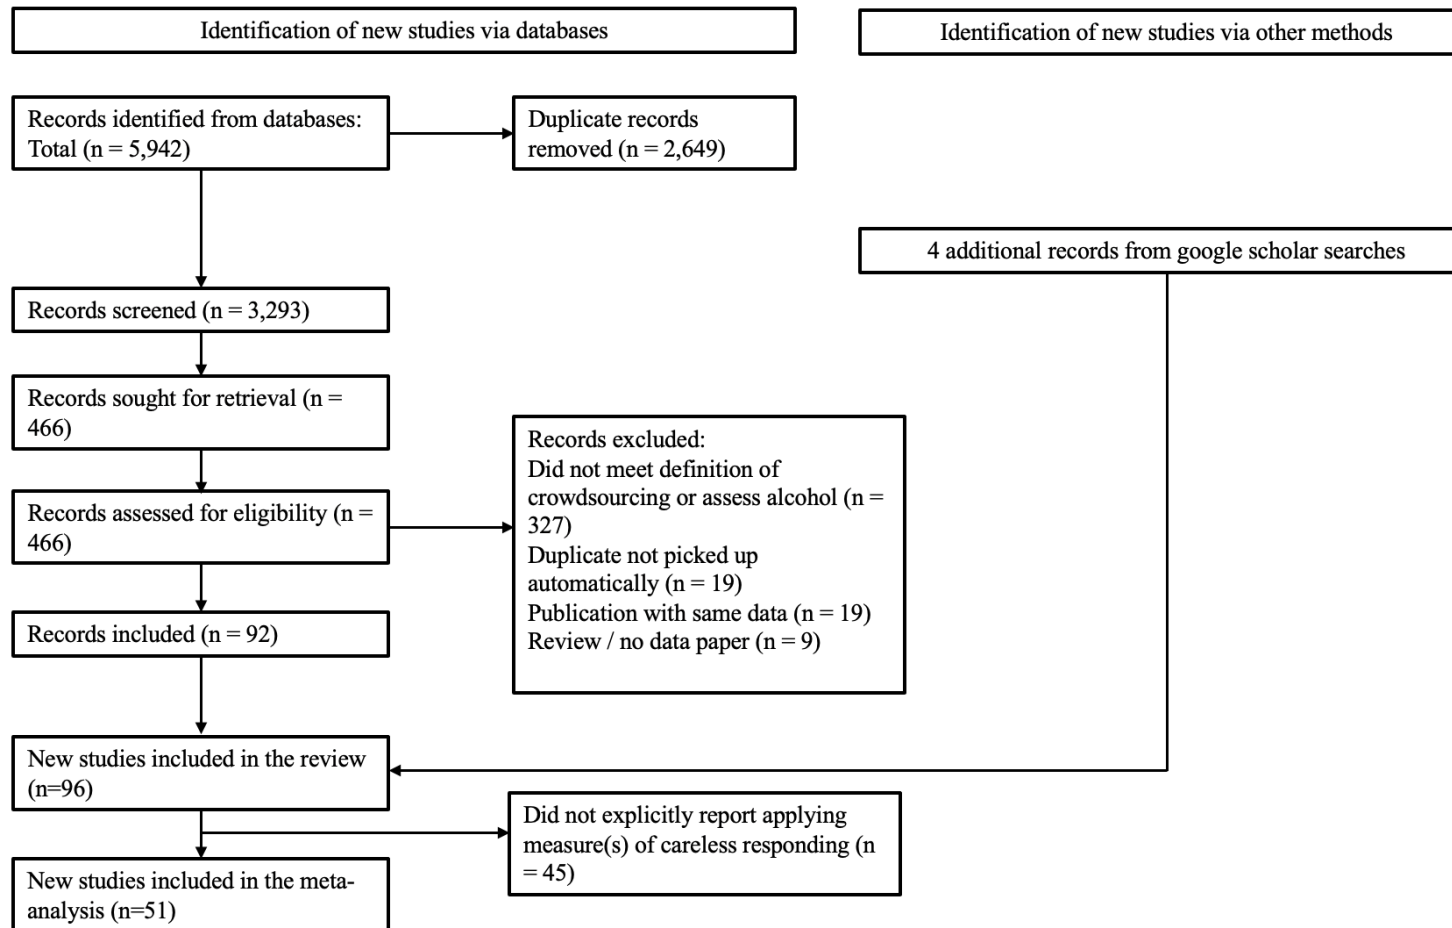 Identification of new studies via databases
Identification of new studies via other methods
Records identified from databases:
Total (n = 5,942)
Duplicate records
removed (n = 2,649)
4 additional records from google scholar searches
Records screened (n = 3,293)
Records sought for retrieval (n =
466)
Records assessed for eligibility (n =
466)
Records excluded:
Did not meet definition of
crowdsourcing or assess alcohol (n =
327)
Duplicate not picked up
automatically (n = 19)
Publication with same data (n = 19)
Review / no data paper (n = 9)
Records included (n = 92)
New studies included in the review
(n=96)
Did not explicitly report applying
measure(s) of careless responding (n
= 45)
New studies included in the meta-
analysis (n=51)